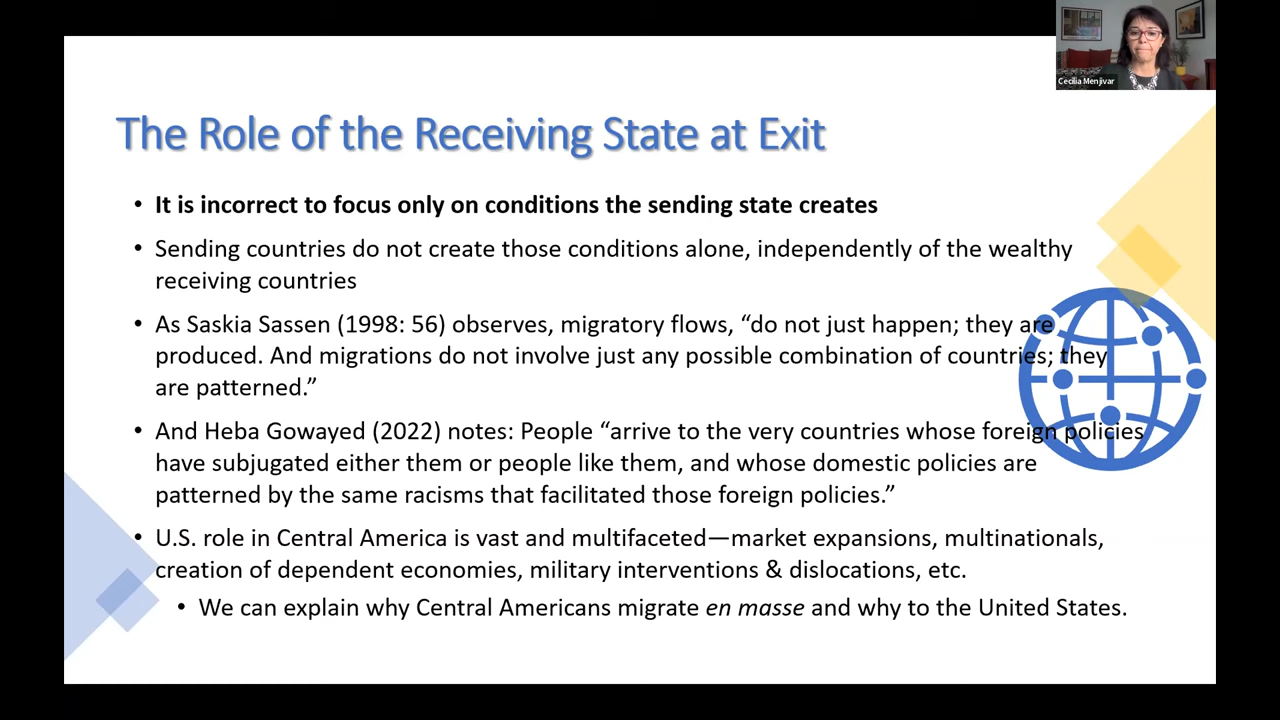 Cecilia Menjívar
The Role of the Receiving State at Exit
• It is incorrect to focus only on conditions the sending state creates
• Sending countries do not create those conditions alone, independently of the wealthy
receiving countries
• As Saskia Sassen (1998: 56) observes, migratory flows, “do not just happen; they are
produced. And migrations do not involve just any possible combination of countries; they
are patterned.”
• And Heba Gowayed (2022) notes: People “arrive to the very countries whose foreign policies
have subjugated either them or people like them, and whose domestic policies are
patterned by the same racisms that facilitated those foreign policies.”
• U.S. role in Central America is vast and multifaceted—market expansions, multinationals,
creation of dependent economies, military interventions & dislocations, etc.
• We can explain why Central Americans migrate en masse and why to the United States.